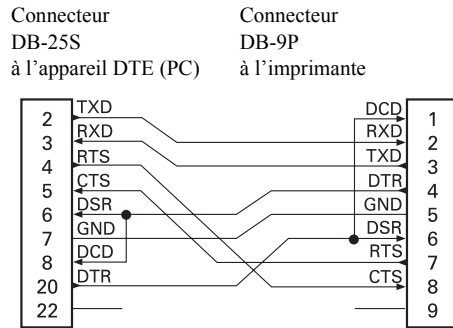 Connecteur
DB-25S
à l’appareil DTE (PC)
Connecteur
DB-9P
à l’imprimante
2 TXD
3 RXD
4 RTS
5 CTS
6 DSR
7 GND
8 DCD
20 DTR
22
DCD 1
RXD 2
TXD 3
DTR 4
GND 5
DSR 6
RTS 7
CTS 8
9